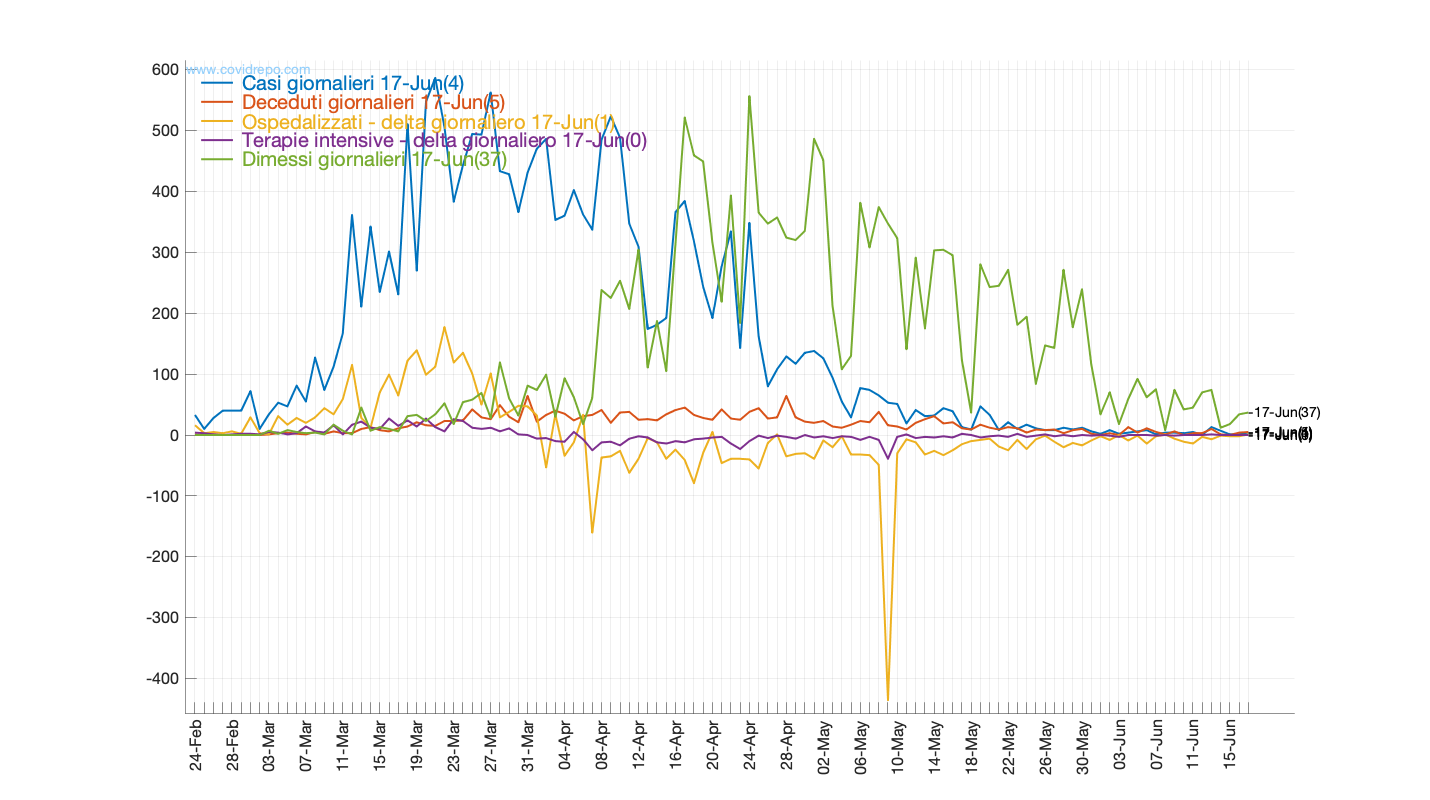 www.covidrepo.com
Casi giornalieri 17-Jun(4)
Deceduti giornalieri 17-Jun(5)
Ospedalizzati - delta giornaliero 17-Jun(1)
Terapie intensive - delta giornaliero 17-Jun(0)
Dimessi giornalieri 17-Jun(37)
600
500
400
300
200
100
0
-100
-200
-300
-400
17-Jun(37)
24-Feb
28-Feb
03-Mar
07-Mar
11-Mar
15-Mar
19-Mar
23-Mar
27-Mar
31-Mar
04-Apr
08-Apr
12-Apr
16-Apr
20-Apr
24-Apr
28-Apr
02-May
06-May
10-May
14-May
18-May
22-May
26-May
30-May
03-Jun
07-Jun
11-Jun
15-Jun